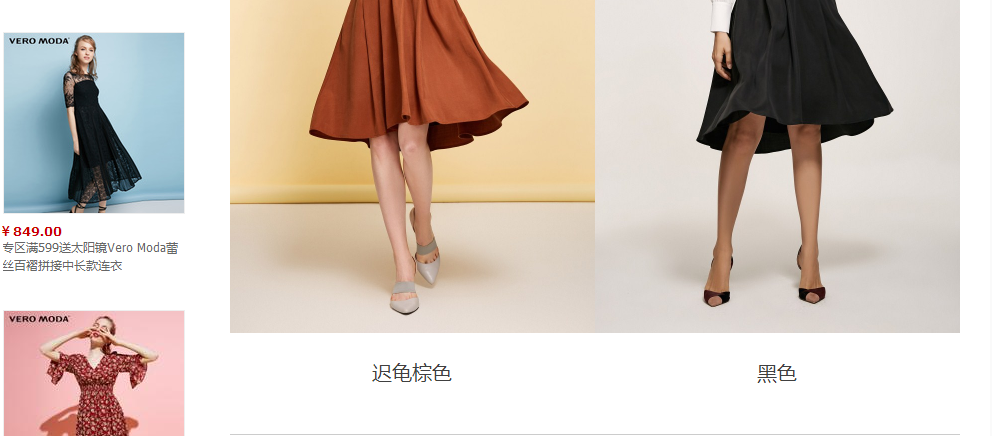 VERO MODA
¥ 849.00
专区满599送太阳镜Vero Moda蕾
丝百褶拼接中长款连衣
VERO MODA
迟龟棕色
黑色